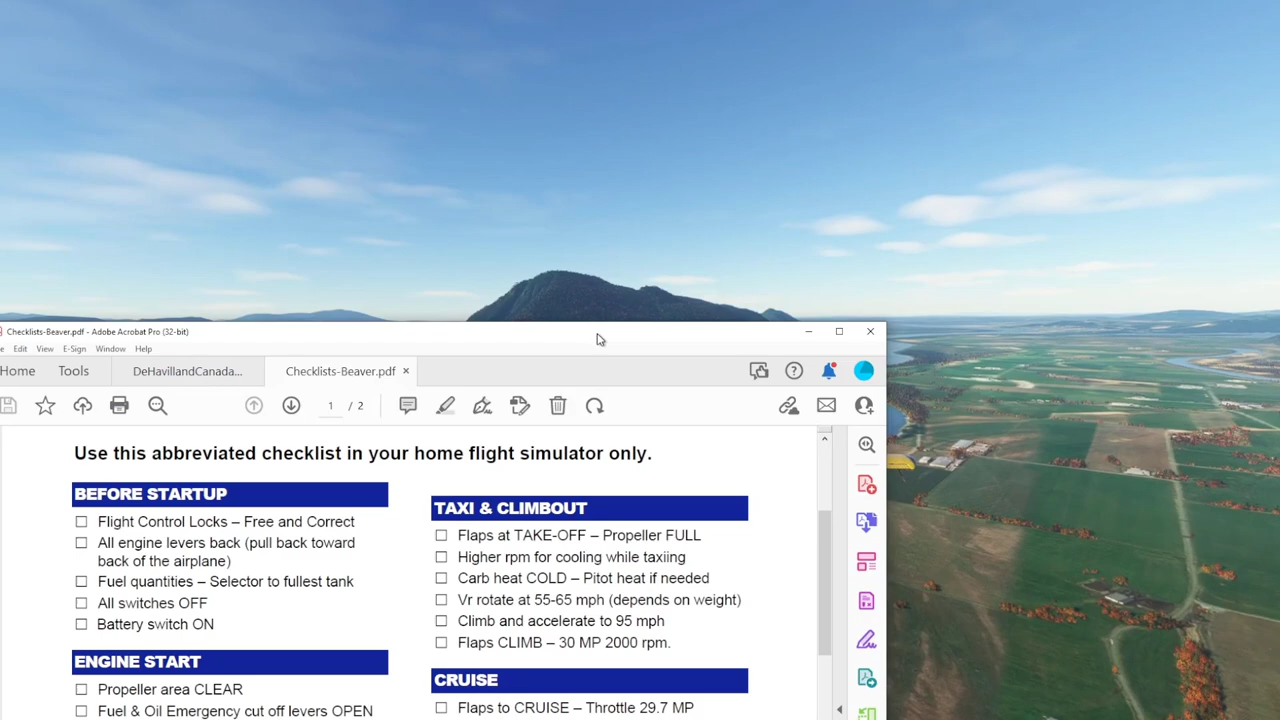 Checklists-Beaver.pdf - Adobe Acrobat Pro (32-bit)
Edit View E-Sign Window Help
Home Tools DeHavillandCanada... Checklists-Beaver.pdf ×
1 / 2
Use this abbreviated checklist in your home flight simulator only.
BEFORE STARTUP
Flight Control Locks – Free and Correct
All engine levers back (pull back toward
back of the airplane)
Fuel quantities – Selector to fullest tank
All switches OFF
Battery switch ON
ENGINE START
Propeller area CLEAR
Fuel & Oil Emergency cut off levers OPEN
TAXI & CLIMBOUT
Flaps at TAKE-OFF – Propeller FULL
Higher rpm for cooling while taxiing
Carb heat COLD – Pitot heat if needed
Vr rotate at 55-65 mph (depends on weight)
Climb and accelerate to 95 mph
Flaps CLIMB – 30 MP 2000 rpm.
CRUISE
Flaps to CRUISE – Throttle 29.7 MP